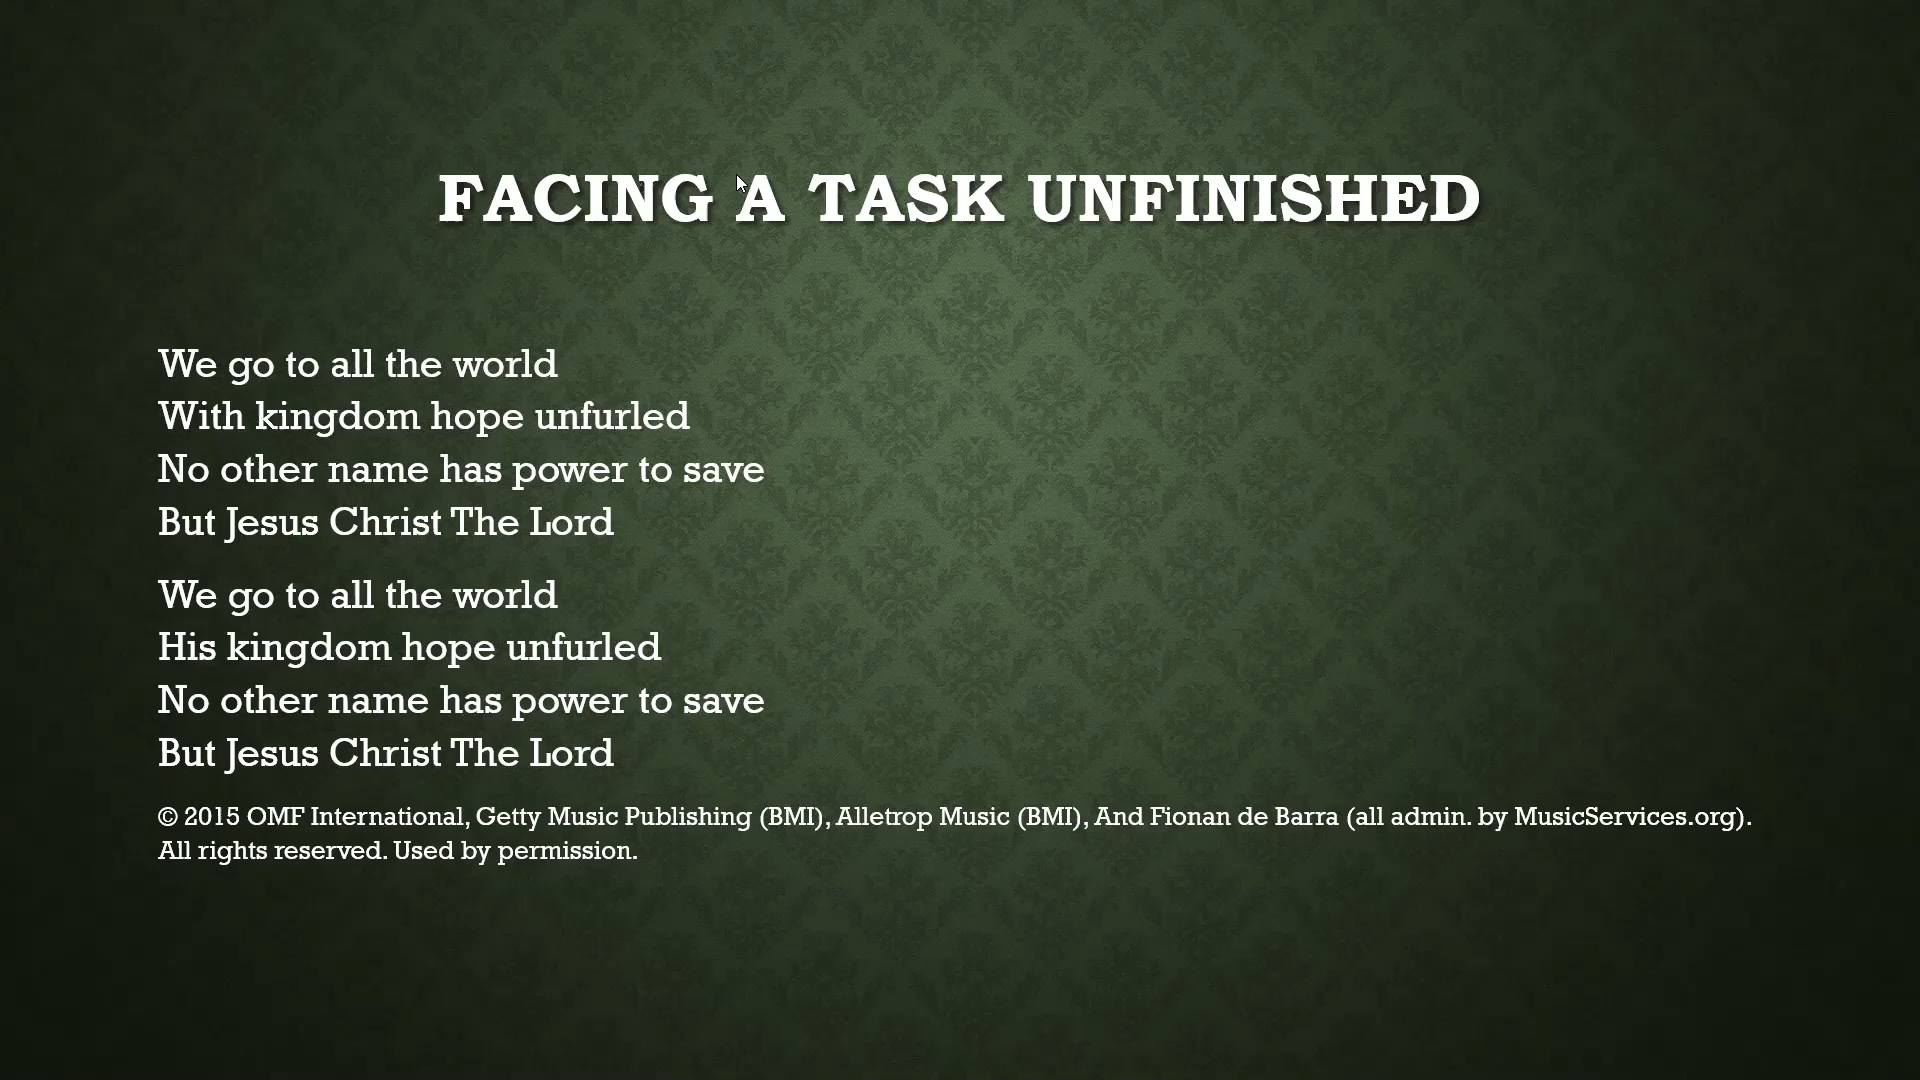 FACING A TASK UNFINISHED
We go to all the world
With kingdom hope unfurled
No other name has power to save
But Jesus Christ The Lord
We go to all the world
His kingdom hope unfurled
No other name has power to save
But Jesus Christ The Lord
© 2015 OMF International, Getty Music Publishing (BMI), Alletrop Music (BMI), And Fionan de Barra (all admin. by MusicServices.org).
All rights reserved. Used by permission.